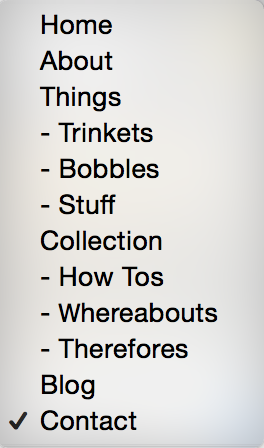 Home
About
Things
- Trinkets
- Bobbles
- Stuff
Collection
- How Tos
- Whereabouts
- Therefores
Blog
✓ Contact